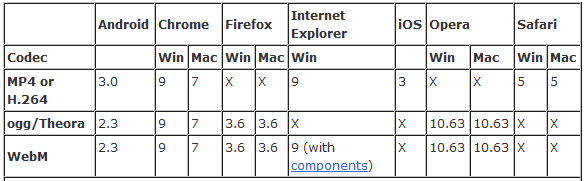 Android Chrome Firefox Internet Explorer iOS Opera Safari
Codec Win Mac Win Mac Win Win Mac Win Mac
MP4 or H.264 3.0 9 7 X X 9 3 X X 5 5
ogg/Theora 2.3 9 7 3.6 3.6 X X 10.63 10.63 X X
WebM 2.3 9 7 3.6 3.6 9 (with components) X 10.63 10.63 X X